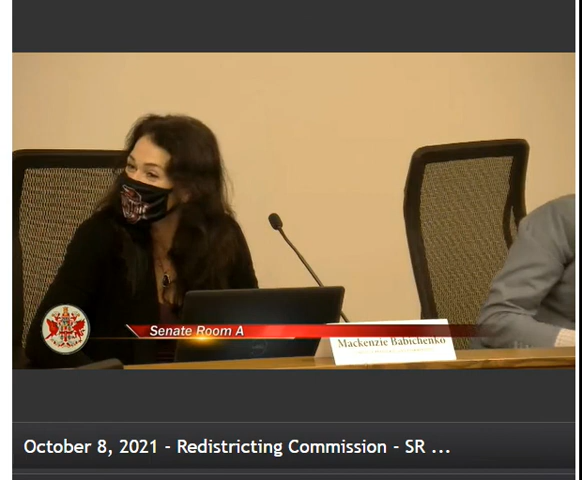 Senate Room A
Mackenzie Babichenko
October 8, 2021 - Redistricting Commission - SR ...